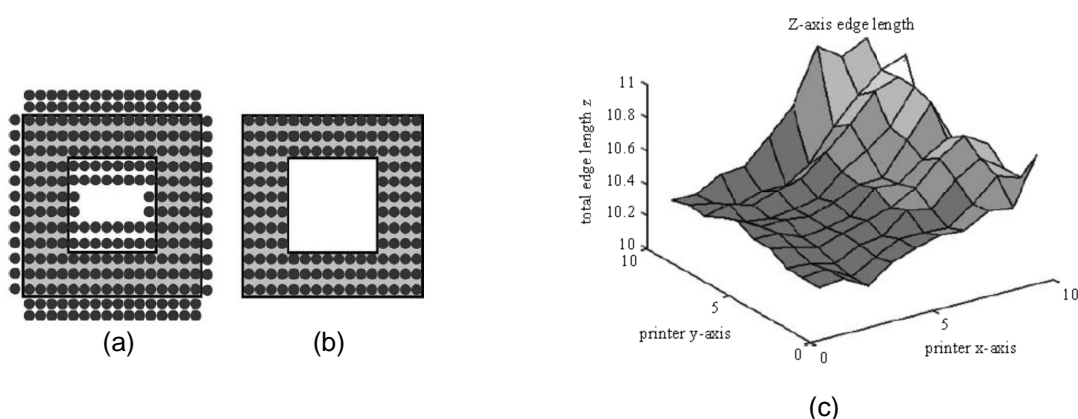 Z-axis edge length
11
10.8
10.6
10.4
10.2
10
total edge length z
10
5
0
printer y-axis
0
5
10
printer x-axis
(a)
(b)
(c)